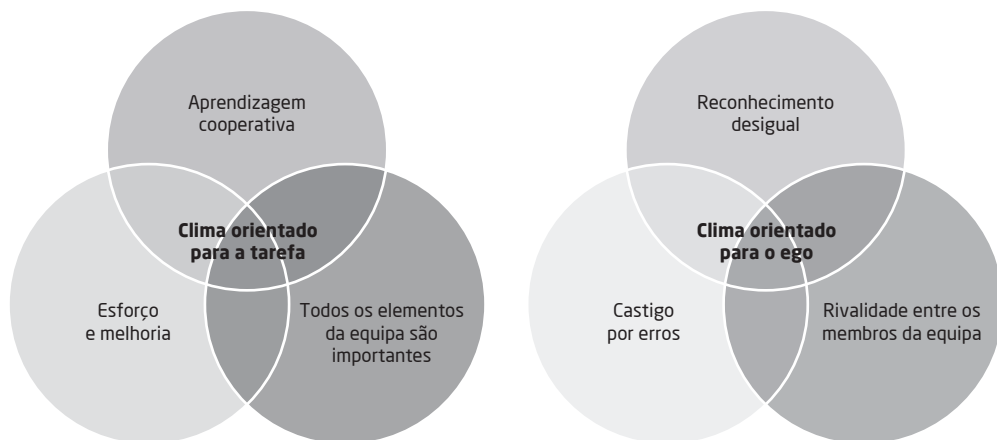 Aprendizagem
cooperativa
Clima orientado
para a tarefa
Esforço
e melhoria
Todos os elementos
da equipa são
importantes
Reconhecimento
desigual
Clima orientado
para o ego
Castigo
por erros
Rivalidade entre os
membros da equipa